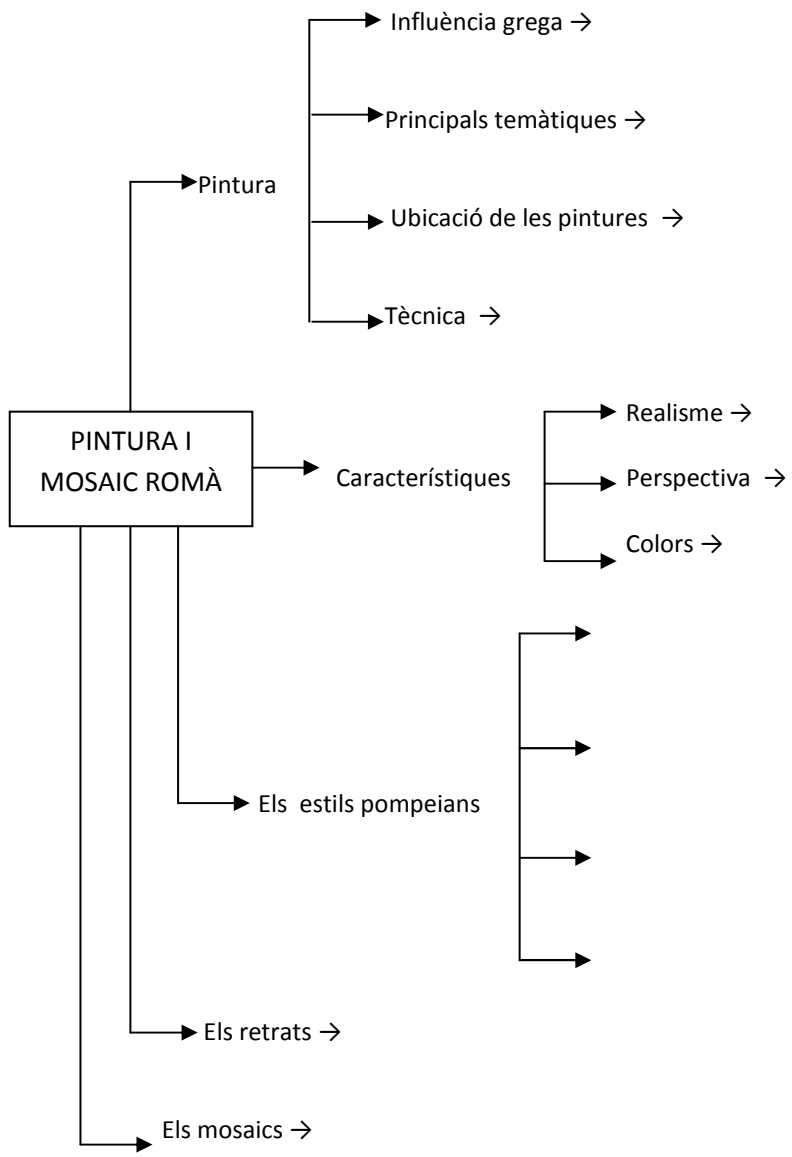 Influència grega →
Principals temàtiques →
Pintura
Ubicació de les pintures →
Tècnica →
PINTURA I
MOSAIC ROMÀ
Característíques
Realisme →
Perspectiva →
Colors →
Els estils pompeians
Els retrats →
Els mosaics →